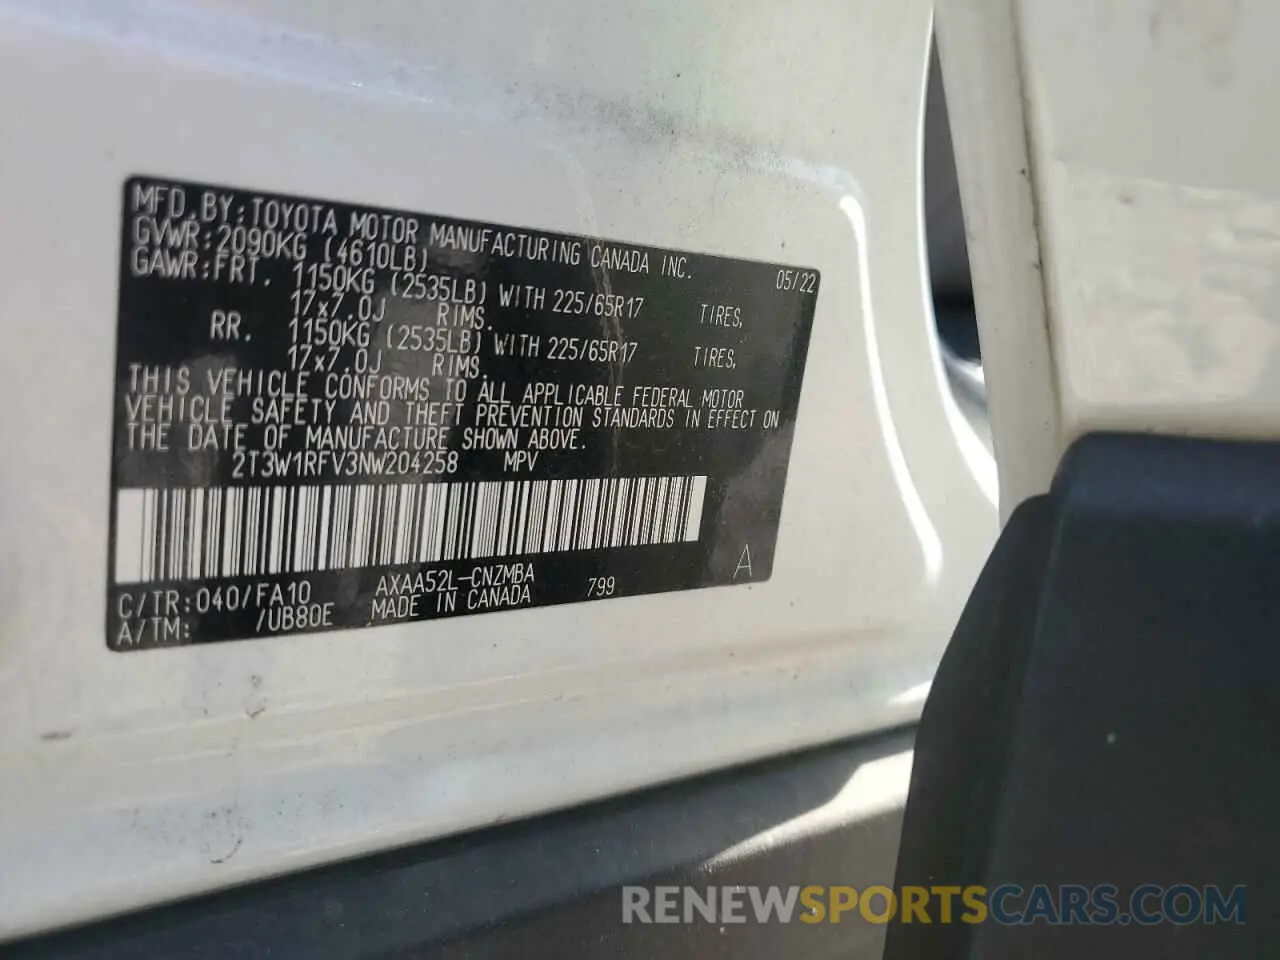 MFD.BY:TOYOTA MOTOR MANUFACTURING CANADA INC. 05/22
GVWR:2090KG (4610LB)
GAWR:FRT. 1150KG (2535LB) WITH 225/65R17 TIRES,
17x7.0J RIMS.
RR. 1150KG (2535LB) WITH 225/65R17 TIRES,
17x7.0J RIMS.
THIS VEHICLE CONFORMS TO ALL APPLICABLE FEDERAL MOTOR
VEHICLE SAFETY AND THEFT PREVENTION STANDARDS IN EFFECT ON
THE DATE OF MANUFACTURE SHOWN ABOVE.
2T3W1RFV3NW204258 MPV
A
C/TR:040/FA10 AXAA52L-CNZMBA 799
A/TM: /UB80E MADE IN CANADA
RENEWSPORTSCARS.COM